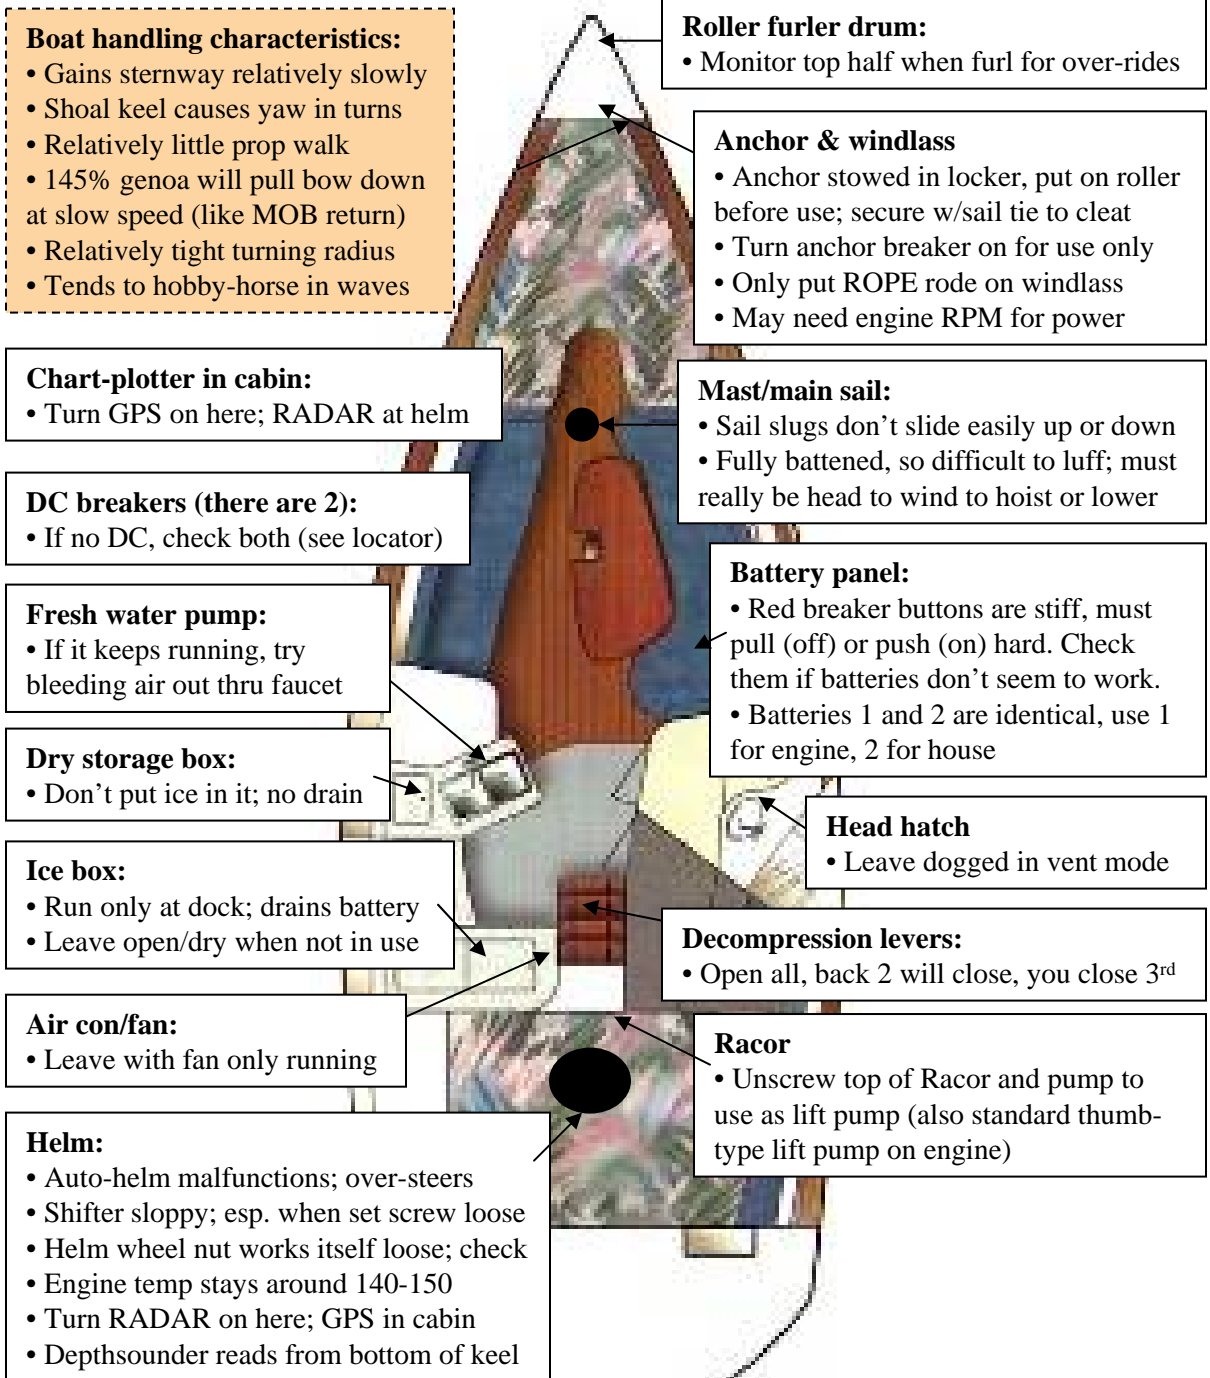 Boat handling characteristics:
• Gains sternway relatively slowly
• Shoal keel causes yaw in turns
• Relatively little prop walk
• 145% genoa will pull bow down
at slow speed (like MOB return)
• Relatively tight turning radius
• Tends to hobby-horse in waves
Roller furler drum:
• Monitor top half when furl for over-rides
Anchor & windlass
• Anchor stowed in locker, put on roller
before use; secure w/sail tie to cleat
• Turn anchor breaker on for use only
• Only put ROPE rode on windlass
• May need engine RPM for power
Chart-plotter in cabin:
• Turn GPS on here; RADAR at helm
Mast/main sail:
• Sail slugs don’t slide easily up or down
• Fully battened, so difficult to luff; must
really be head to wind to hoist or lower
DC breakers (there are 2):
• If no DC, check both (see locator)
Battery panel:
• Red breaker buttons are stiff, must
pull (off) or push (on) hard. Check
them if batteries don’t seem to work.
• Batteries 1 and 2 are identical, use 1
for engine, 2 for house
Fresh water pump:
• If it keeps running, try
bleeding air out thru faucet
Dry storage box:
• Don’t put ice in it; no drain
Head hatch
• Leave dogged in vent mode
Ice box:
• Run only at dock; drains battery
• Leave open/dry when not in use
Decompression levers:
• Open all, back 2 will close, you close 3rd
Air con/fan:
• Leave with fan only running
Racor
• Unscrew top of Racor and pump to
use as lift pump (also standard thumb-
type lift pump on engine)
Helm:
• Auto-helm malfunctions; over-steers
• Shifter sloppy; esp. when set screw loose
• Helm wheel nut works itself loose; check
• Engine temp stays around 140-150
• Turn RADAR on here; GPS in cabin
• Depthsounder reads from bottom of keel